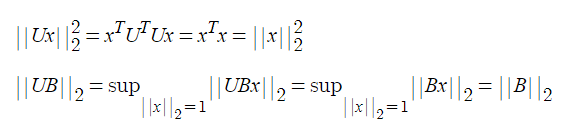 ||Ux||₂² = xᵀUᵀUx = xᵀx = ||x||₂²
||UB||₂ = sup_{||x||₂=1} ||UBx||₂ = sup_{||x||₂=1} ||Bx||₂ = ||B||₂